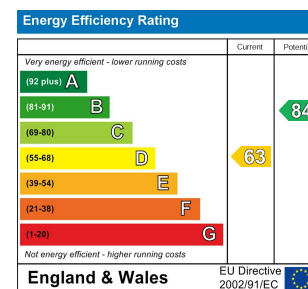 Energy Efficiency Rating
Current Potenti
Very energy efficient - lower running costs
(92 plus) A
(81-91) B 84
(69-80) C
(55-68) D 63
(39-54) E
(21-38) F
(1-20) G
Not energy efficient - higher running costs
England & Wales
EU Directive
2002/91/EC